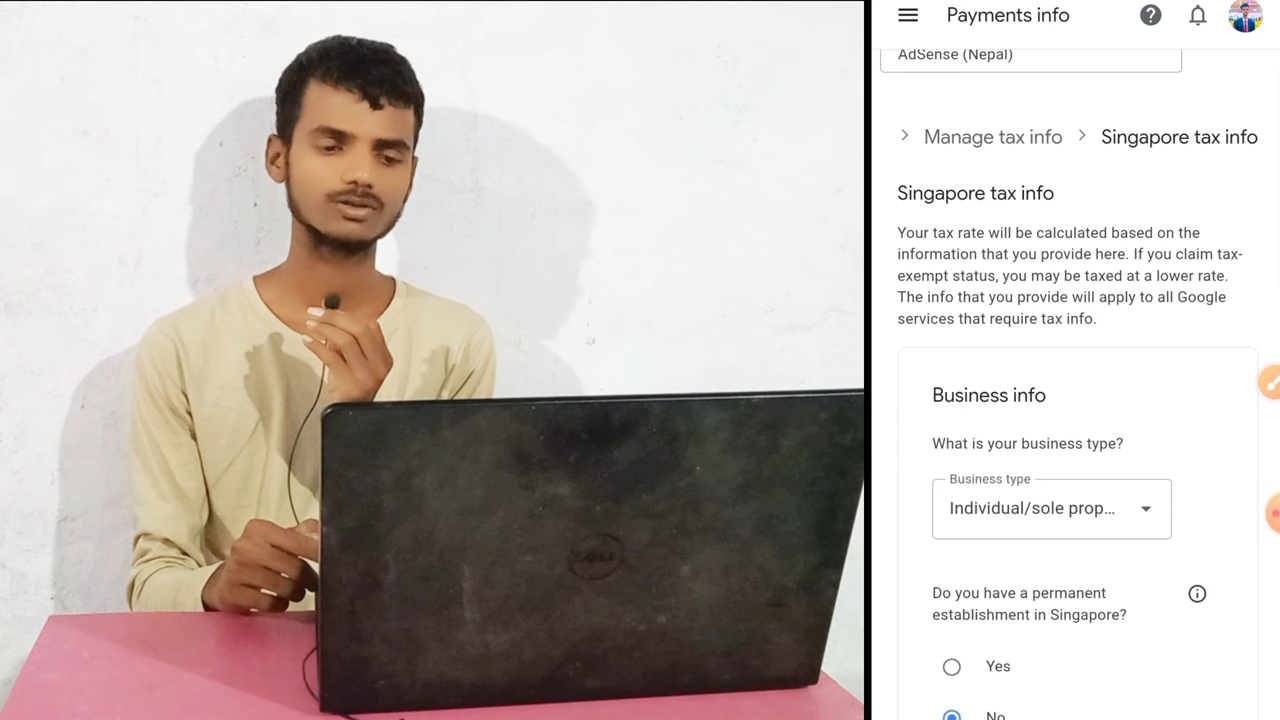 Payments info
AdSense (Nepal)
Manage tax info
Singapore tax info
Singapore tax info
Your tax rate will be calculated based on the
information that you provide here. If you claim tax-
exempt status, you may be taxed at a lower rate.
The info that you provide will apply to all Google
services that require tax info.
Business info
What is your business type?
Business type
Individual/sole prop...
Do you have a permanent
establishment in Singapore?
Yes
No
DELL